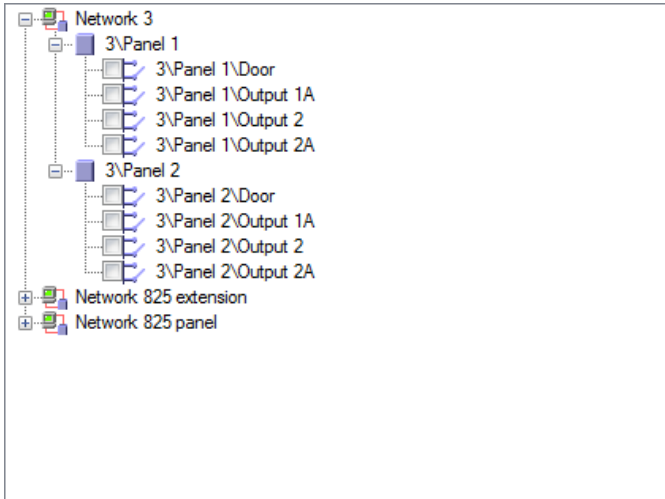 Network 3
3\Panel 1
3\Panel 1\Door
3\Panel 1\Output 1A
3\Panel 1\Output 2
3\Panel 1\Output 2A
3\Panel 2
3\Panel 2\Door
3\Panel 2\Output 1A
3\Panel 2\Output 2
3\Panel 2\Output 2A
Network 825 extension
Network 825 panel